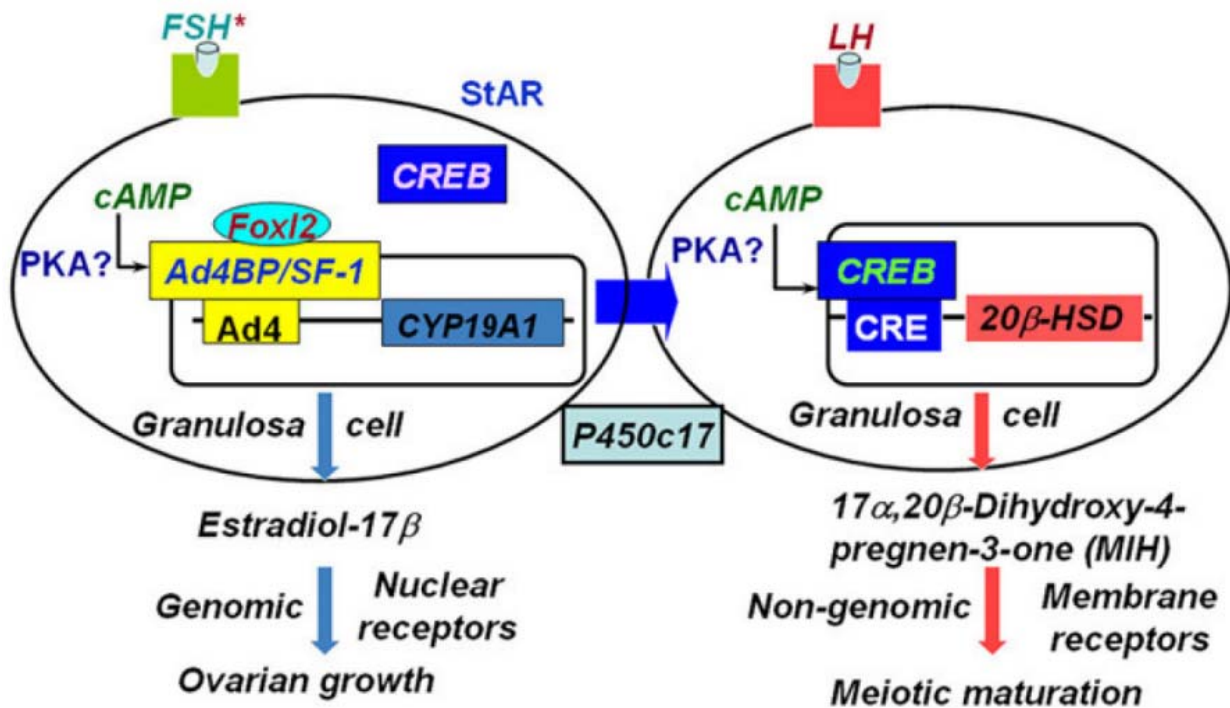 FSH*
StAR
CREB
cAMP
Foxl2
PKA?
Ad4BP/SF-1
Ad4
CYP19A1
Granulosa cell
Estradiol-17β
Genomic
Nuclear
receptors
Ovarian growth
P450c17
LH
cAMP
PKA?
CREB
CRE
20β-HSD
Granulosa cell
17α,20β-Dihydroxy-4-
pregnen-3-one (MIH)
Non-genomic
Membrane
receptors
Meiotic maturation